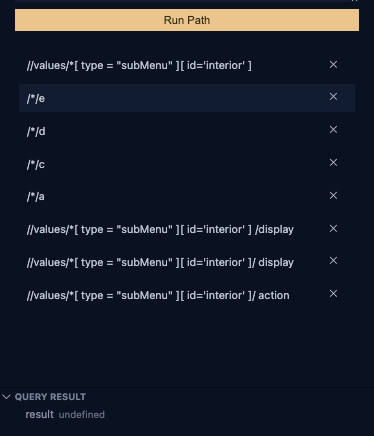 Run Path
//values/*[ type = "subMenu" ][ id='interior' ]
/*/e
/*/d
/*/c
/*/a
//values/*[ type = "subMenu" ][ id='interior' ] /display
//values/*[ type = "subMenu" ][ id='interior' ]/ display
//values/*[ type = "subMenu" ][ id='interior' ]/ action
QUERY RESULT
result undefined